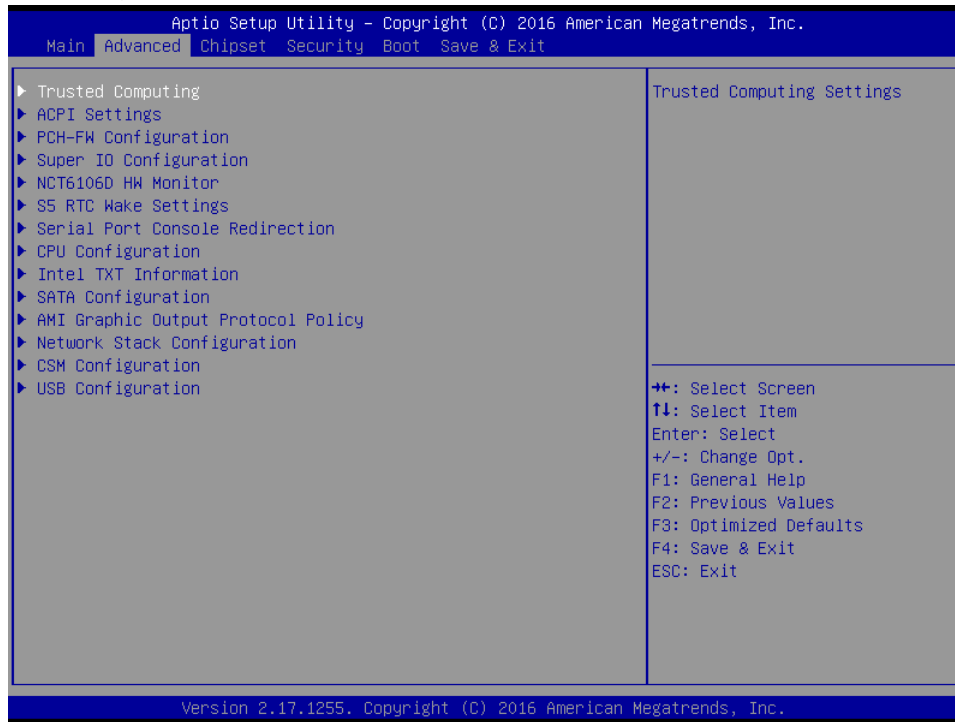 Aptio Setup Utility – Copyright (C) 2016 American Megatrends, Inc.
Main Advanced Chipset Security Boot Save & Exit
▶ Trusted Computing
▶ ACPI Settings
▶ PCH-FW Configuration
▶ Super IO Configuration
▶ NCT6106D HW Monitor
▶ S5 RTC Wake Settings
▶ Serial Port Console Redirection
▶ CPU Configuration
▶ Intel TXT Information
▶ SATA Configuration
▶ AMI Graphic Output Protocol Policy
▶ Network Stack Configuration
▶ CSM Configuration
▶ USB Configuration
Trusted Computing Settings
→←: Select Screen
↑↓: Select Item
Enter: Select
+/-: Change Opt.
F1: General Help
F2: Previous Values
F3: Optimized Defaults
F4: Save & Exit
ESC: Exit
Version 2.17.1255. Copyright (C) 2016 American Megatrends, Inc.